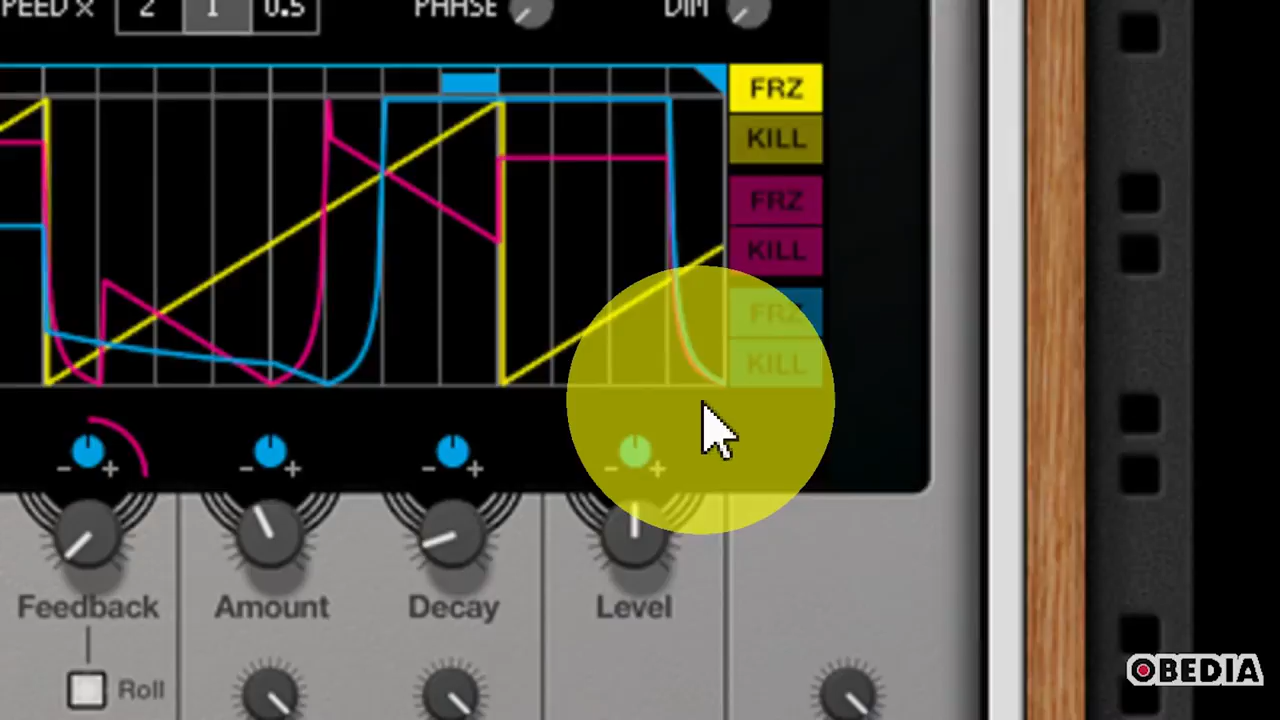 PEED X 2 1 0.5 PHASE DIM
FRZ
KILL
FRZ
KILL
FRZ
KILL
- + - + - + - +
Feedback Amount Decay Level
Roll
OBEDIA